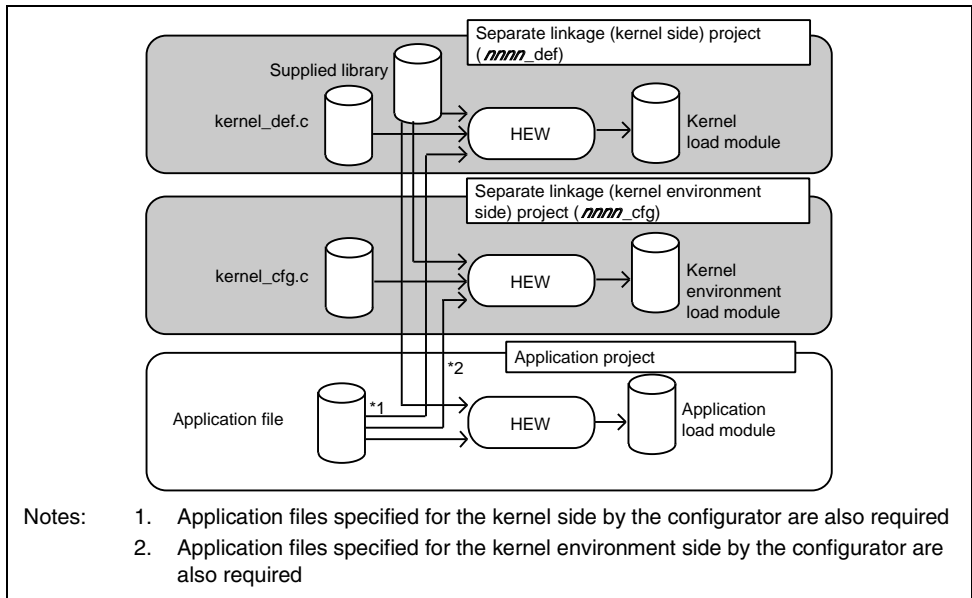 Separate linkage (kernel side) project
(nnnn_def)
Supplied library
kernel_def.c
HEW
Kernel
load module
Separate linkage (kernel environment
side) project (nnnn_cfg)
kernel_cfg.c
HEW
Kernel
environment
load module
Application project
*2
*1
Application file
HEW
Application
load module
Notes: 1. Application files specified for the kernel side by the configurator are also required
2. Application files specified for the kernel environment side by the configurator are
also required